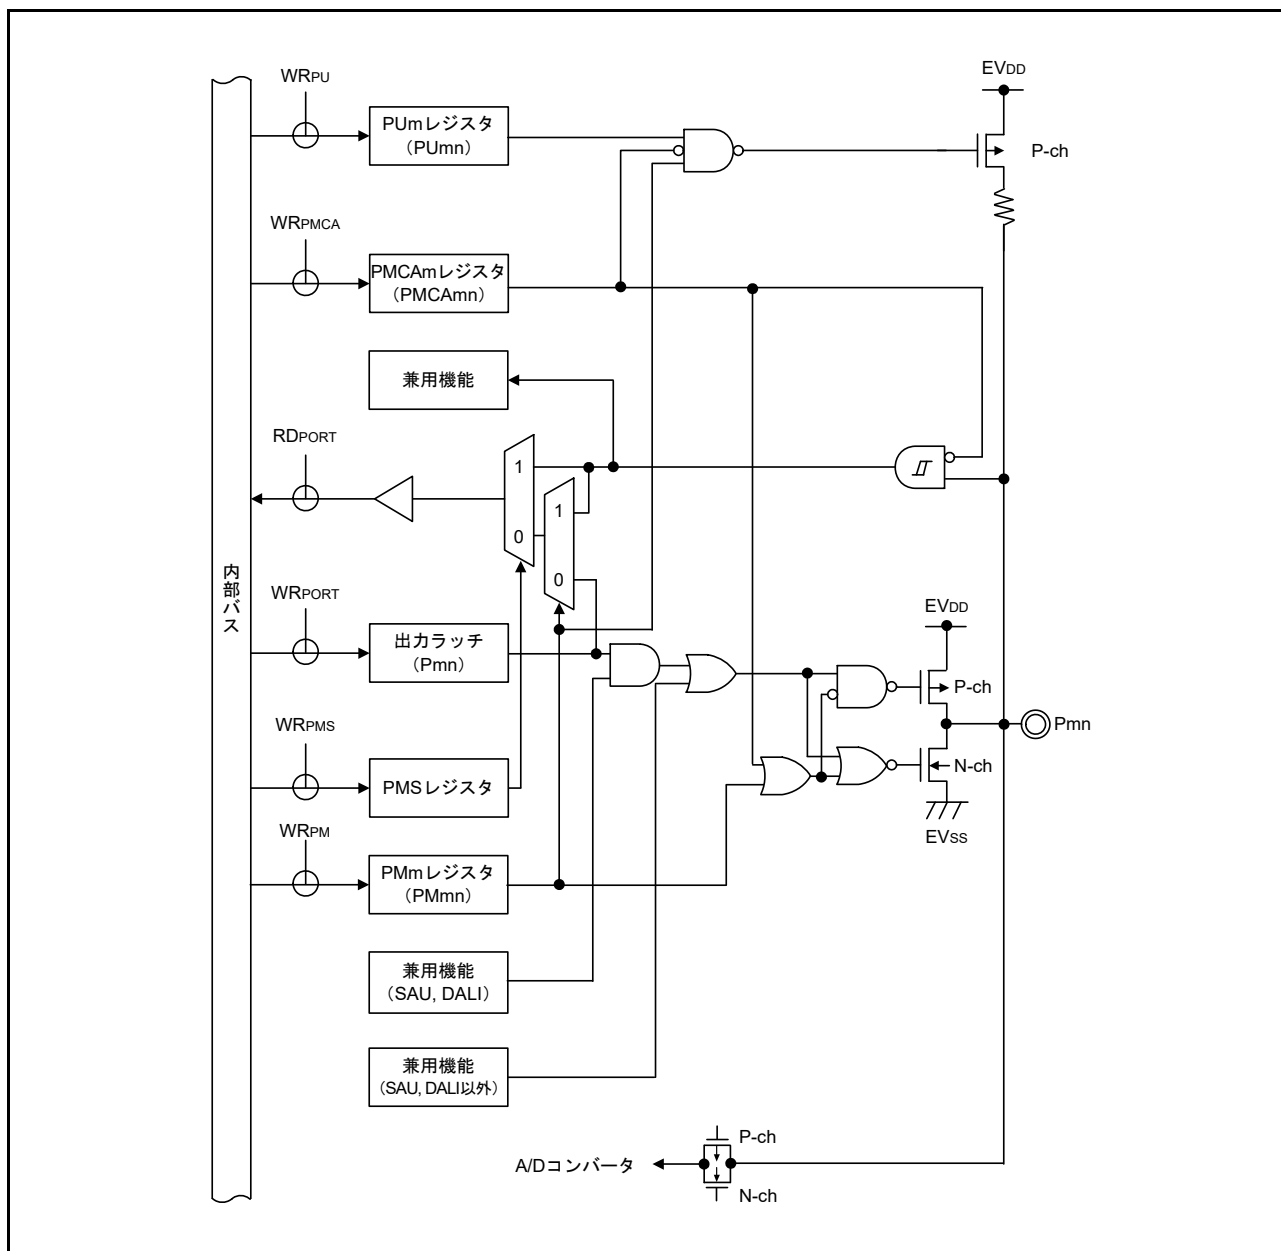 WRPU
PUmレジスタ
(PUmn)
EVDD
P-ch
WRPMCA
PMCAmレジスタ
(PMCAmn)
兼用機能
RDPORT
1
0
1
0
内部バス
WRPORT
出力ラッチ
(Pmn)
EVDD
P-ch
Pmn
N-ch
EVSS
WRPMS
PMSレジスタ
WRPM
PMmレジスタ
(PMmn)
兼用機能
(SAU, DALI)
兼用機能
(SAU, DALI以外)
P-ch
A/Dコンバータ
N-ch